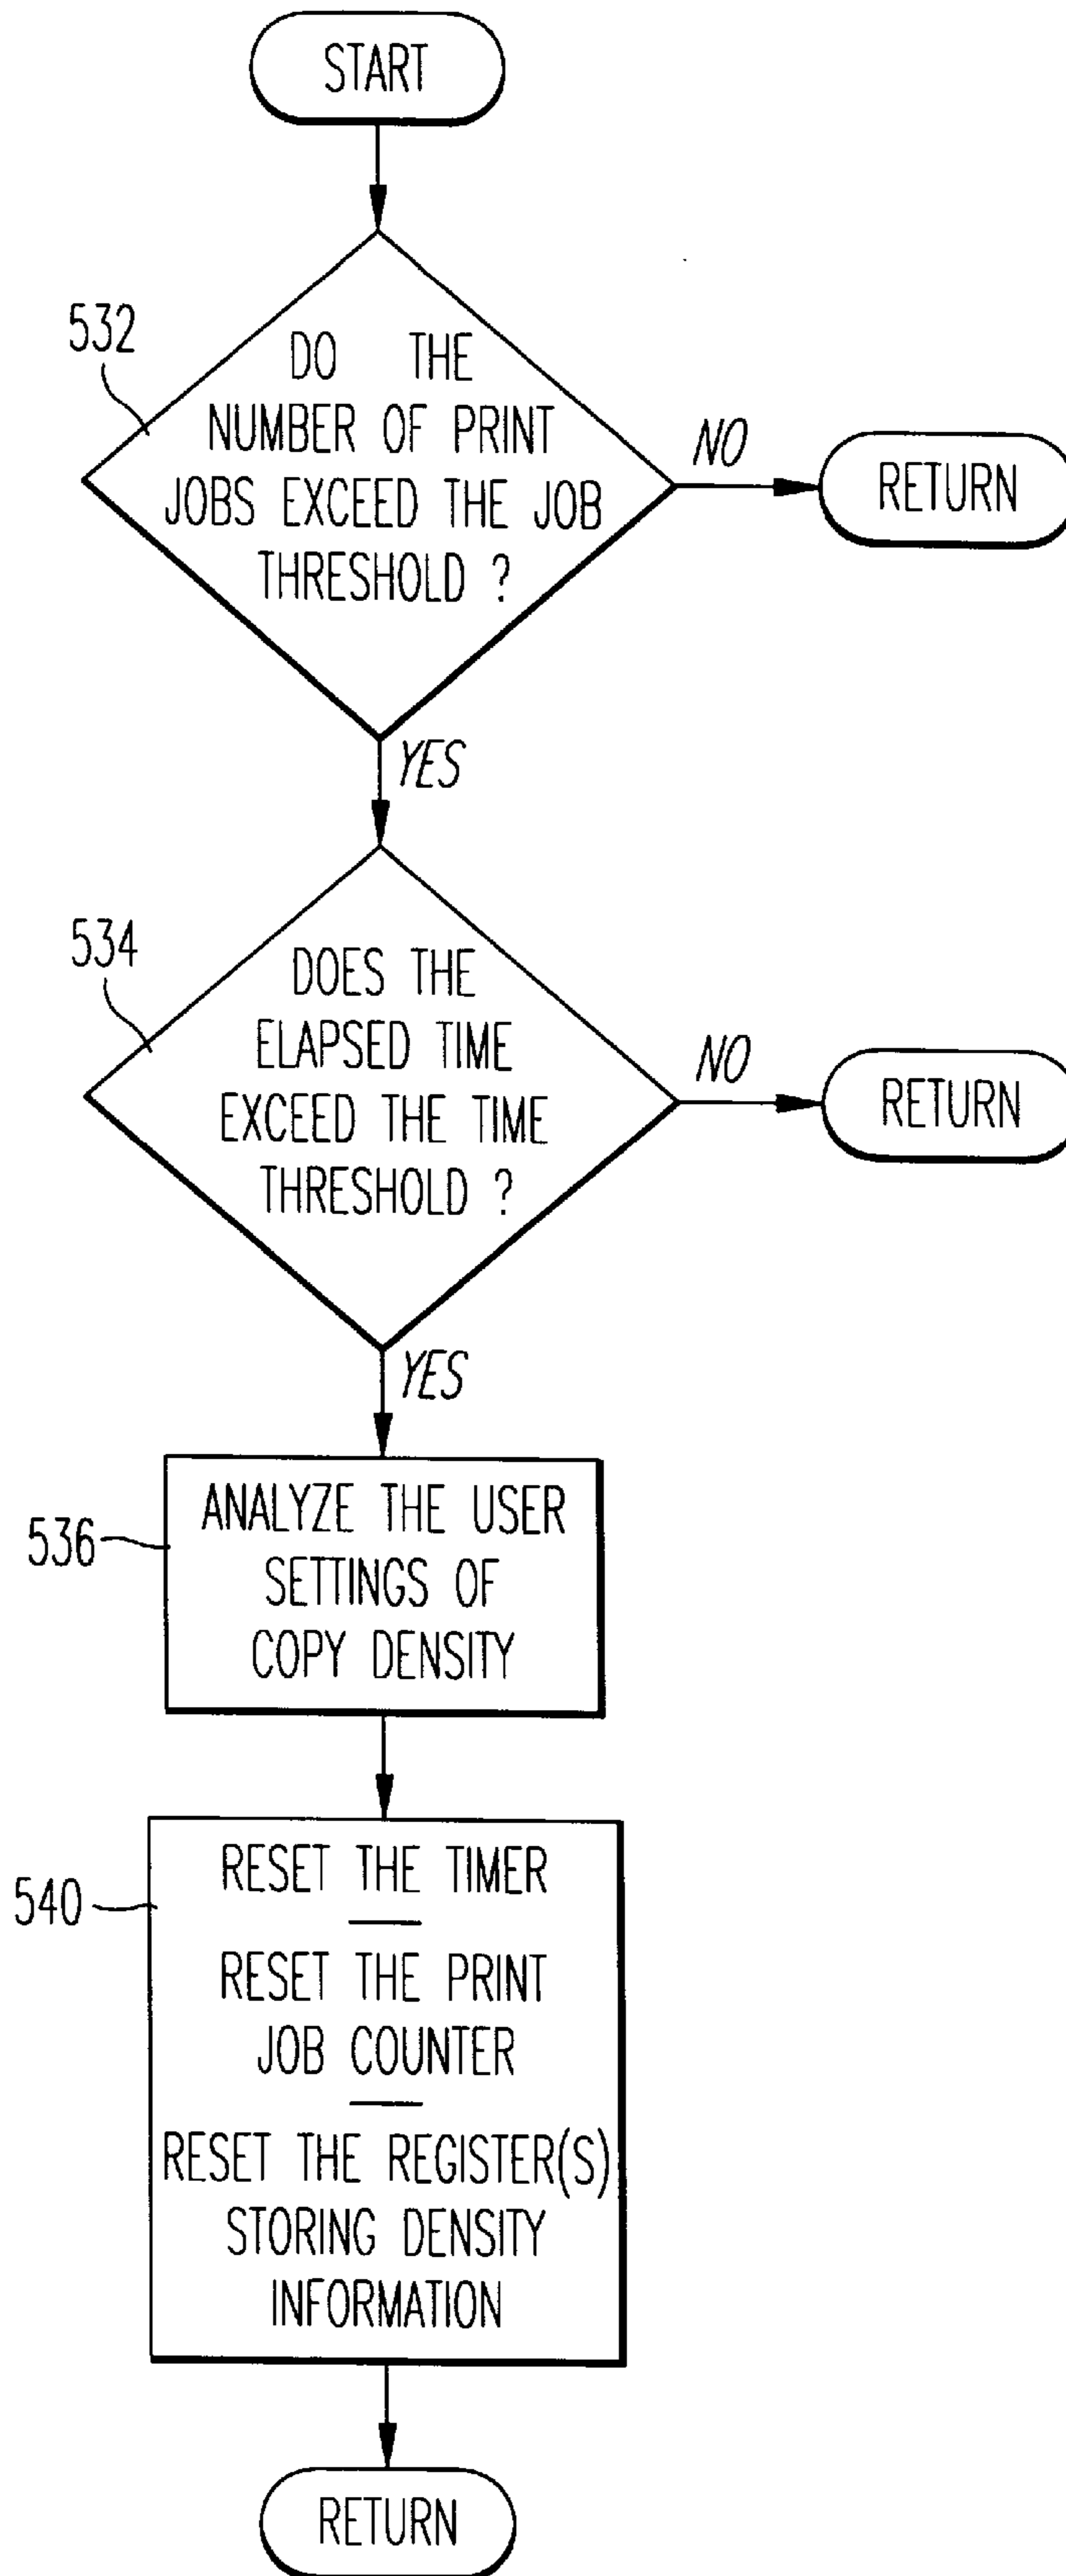 START
532
DO THE
NUMBER OF PRINT
JOBS EXCEED THE JOB
THRESHOLD ?
NO
RETURN
YES
534
DOES THE
ELAPSED TIME
EXCEED THE TIME
THRESHOLD ?
NO
RETURN
YES
536
ANALYZE THE USER
SETTINGS OF
COPY DENSITY
540
RESET THE TIMER
RESET THE PRINT
JOB COUNTER
RESET THE REGISTER(S)
STORING DENSITY
INFORMATION
RETURN